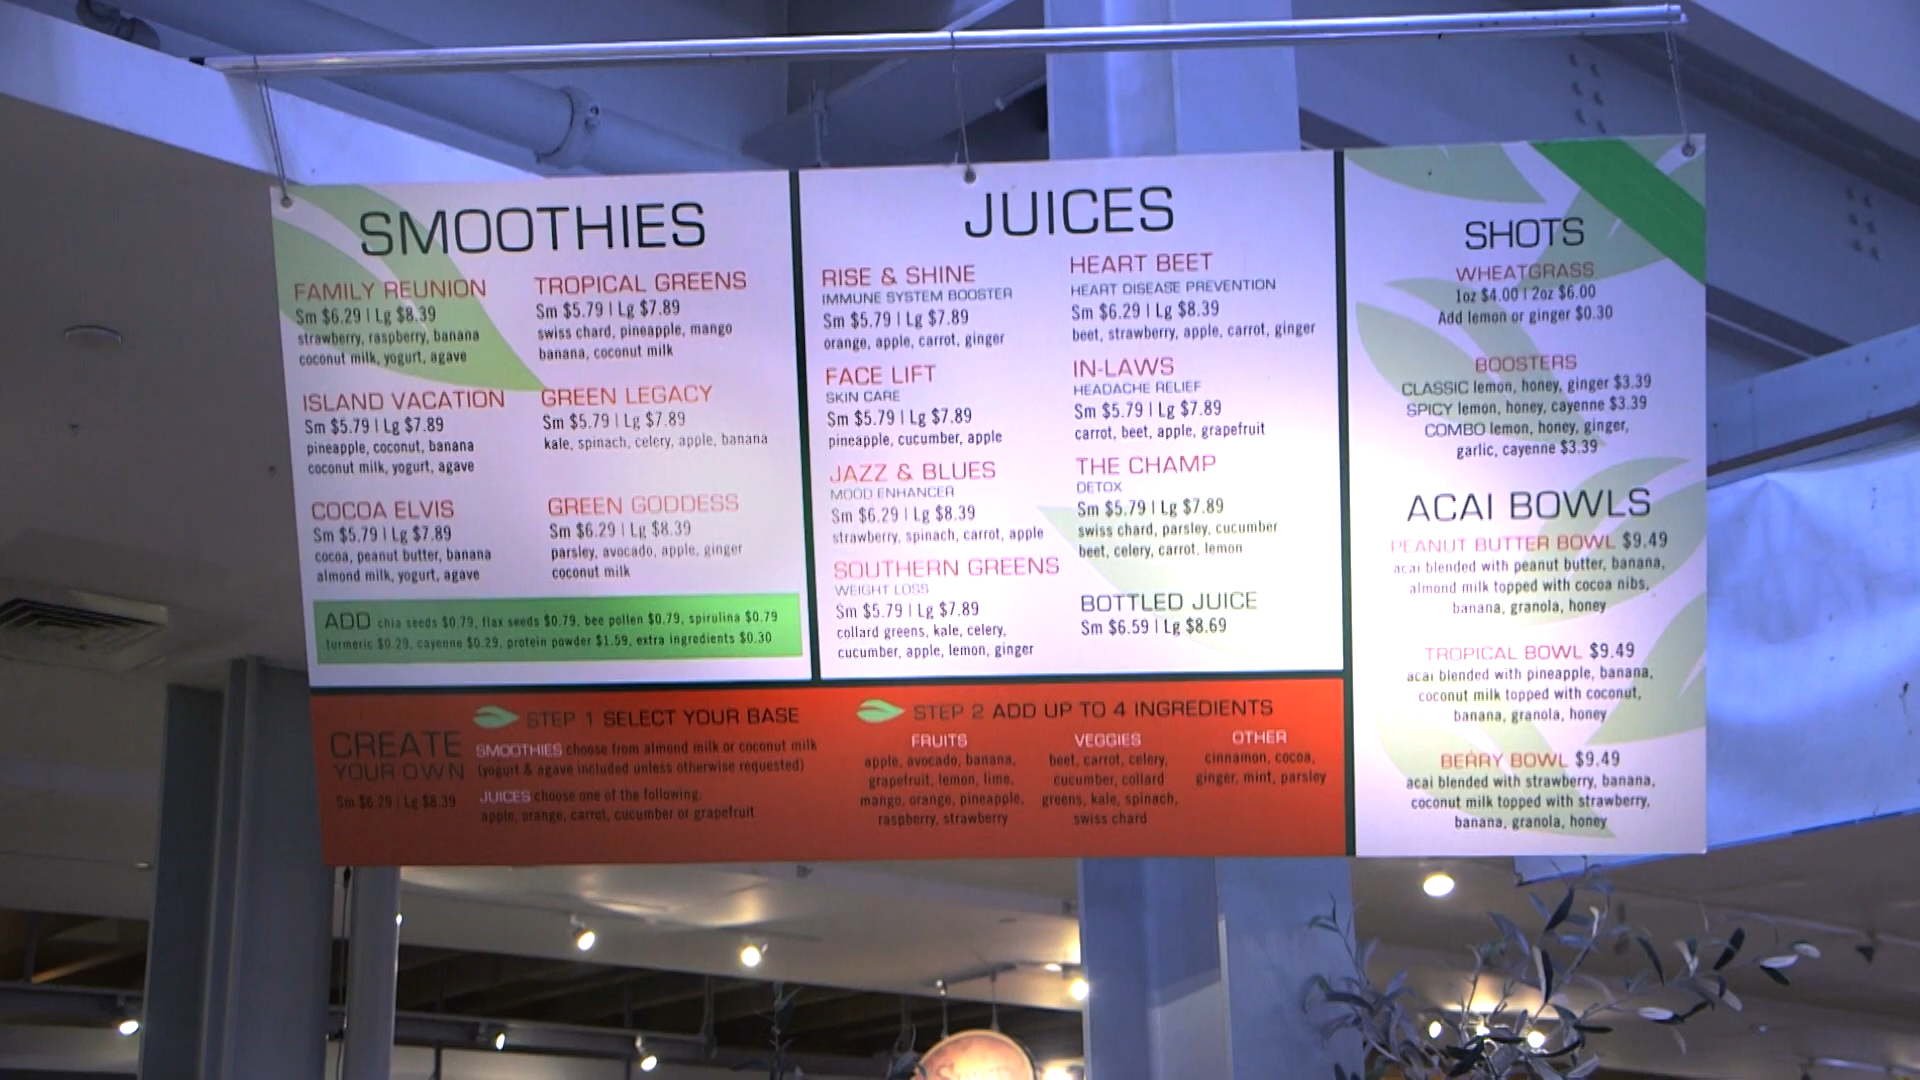 SMOOTHIES
FAMILY REUNION
Sm $6.29 | Lg $8.39
strawberry, raspberry, banana
coconut milk, yogurt, agave
ISLAND VACATION
Sm $5.79 | Lg $7.89
pineapple, coconut, banana
coconut milk, yogurt, agave
COCOA ELVIS
Sm $5.79 | Lg $7.89
cocoa, peanut butter, banana
almond milk, yogurt, agave
TROPICAL GREENS
Sm $5.79 | Lg $7.89
swiss chard, pineapple, mango
banana, coconut milk
GREEN LEGACY
Sm $5.79 | Lg $7.89
kale, spinach, celery, apple, banana
GREEN GODDESS
Sm $6.29 | Lg $8.39
parsley, avocado, apple, ginger
coconut milk
ADD chia seeds $0.79, flax seeds $0.79, bee pollen $0.79, spirulina $0.79
turmeric $0.29, cayenne $0.29, protein powder $1.59, extra ingredients $0.30
JUICES
RISE & SHINE
IMMUNE SYSTEM BOOSTER
Sm $5.79 | Lg $7.89
orange, apple, carrot, ginger
FACE LIFT
SKIN CARE
Sm $5.79 | Lg $7.89
pineapple, cucumber, apple
JAZZ & BLUES
MOOD ENHANCER
Sm $6.29 | Lg $8.39
strawberry, spinach, carrot, apple
SOUTHERN GREENS
WEIGHT LOSS
Sm $5.79 | Lg $7.89
collard greens, kale, celery,
cucumber, apple, lemon, ginger
HEART BEET
HEART DISEASE PREVENTION
Sm $6.29 | Lg $8.39
beet, strawberry, apple, carrot, ginger
IN-LAWS
HEADACHE RELIEF
Sm $5.79 | Lg $7.89
carrot, beet, apple, grapefruit
THE CHAMP
DETOX
Sm $5.79 | Lg $7.89
swiss chard, parsley, cucumber
beet, celery, carrot, lemon
BOTTLED JUICE
Sm $6.59 | Lg $8.69
SHOTS
WHEATGRASS
1oz $4.00 | 2oz $6.00
Add lemon or ginger $0.30
BOOSTERS
CLASSIC lemon, honey, ginger $3.39
SPICY lemon, honey, cayenne $3.39
COMBO lemon, honey, ginger,
garlic, cayenne $3.39
ACAI BOWLS
PEANUT BUTTER BOWL $9.49
acai blended with peanut butter, banana,
almond milk topped with cocoa nibs,
banana, granola, honey
TROPICAL BOWL $9.49
acai blended with pineapple, banana,
coconut milk topped with coconut,
banana, granola, honey
BERRY BOWL $9.49
acai blended with strawberry, banana,
coconut milk topped with strawberry,
banana, granola, honey
CREATE
YOUR OWN
Sm $6.29 | Lg $8.39
STEP 1 SELECT YOUR BASE
SMOOTHIES choose from almond milk or coconut milk
(yogurt & agave included unless otherwise requested)
JUICES choose one of the following:
apple, orange, carrot, cucumber or grapefruit
STEP 2 ADD UP TO 4 INGREDIENTS
FRUITS
apple, avocado, banana,
grapefruit, lemon, lime,
mango, orange, pineapple,
raspberry, strawberry
VEGGIES
beet, carrot, celery,
cucumber, collard
greens, kale, spinach,
swiss chard
OTHER
cinnamon, cocoa,
ginger, mint, parsley